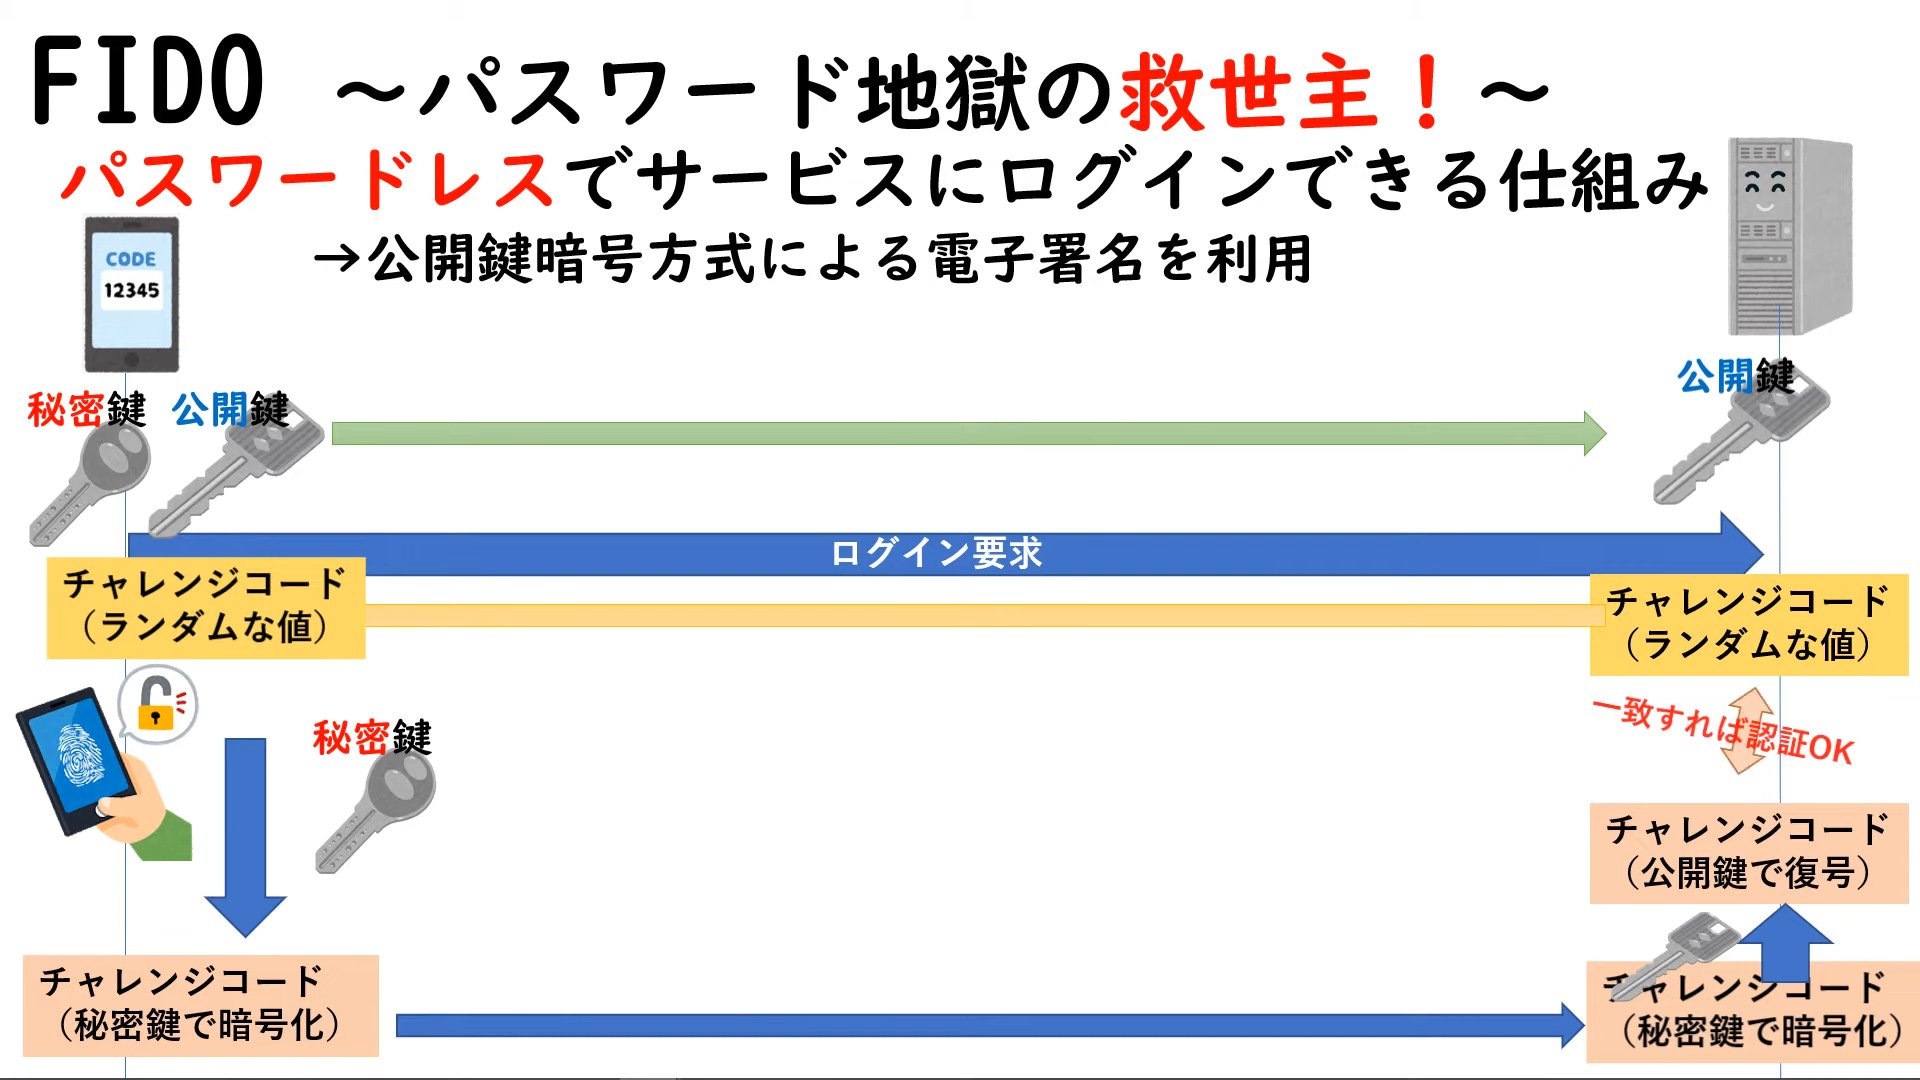 FIDO ～パスワード地獄の救世主！～
パスワードレスでサービスにログインできる仕組み
→公開鍵暗号方式による電子署名を利用
CODE
12345
秘密鍵 公開鍵
公開鍵
ログイン要求
チャレンジコード
（ランダムな値）
チャレンジコード
（ランダムな値）
一致すれば認証OK
秘密鍵
チャレンジコード
（公開鍵で復号）
チャレンジコード
（秘密鍵で暗号化）
チャレンジコード
（秘密鍵で暗号化）